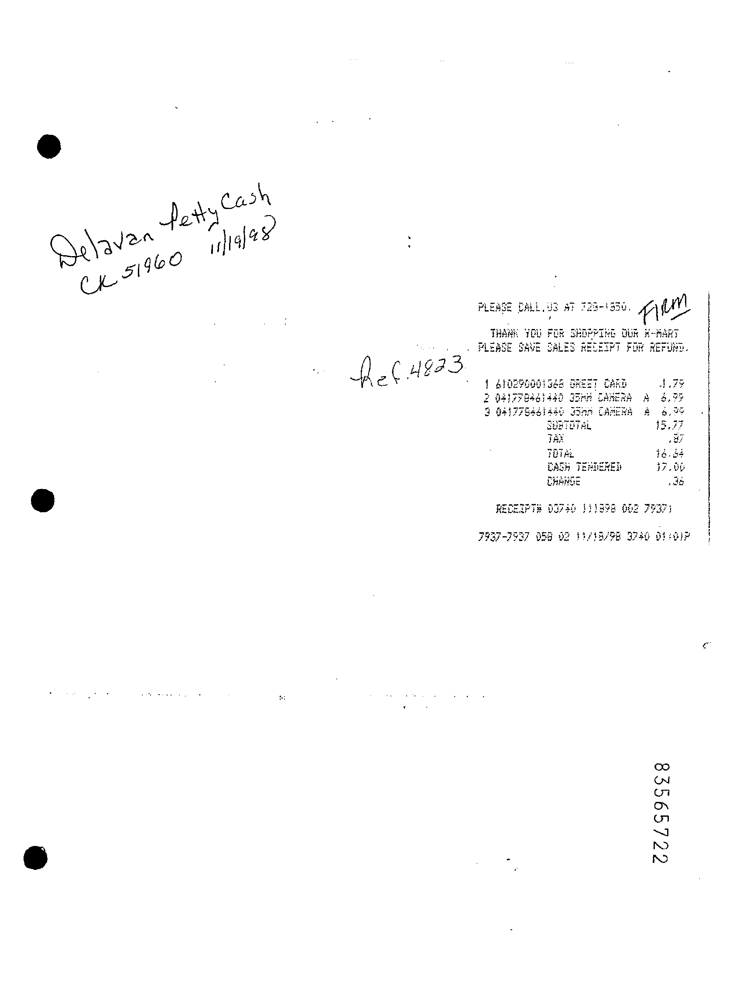 Delavan Petty Cash
CK 51960 11/19/98
PLEASE CALL US AT 728-1850.
FIRM
THANK YOU FOR SHOPPING OUR K-MART
PLEASE SAVE SALES RECEIPT FOR REFUND.
Ref. 4823
1 610290001368 GREET CARD 1.79
2 041778461440 35MM CAMERA A 6.99
3 041778461440 35MM CAMERA A 6.99
SUBTOTAL 15.77
TAX .87
TOTAL 16.64
CASH TENDERED 17.00
CHANGE .36
RECEIPT# 03740 111898 002 79371
7937-7937 058 02 11/18/98 3740 01:01P
83565722